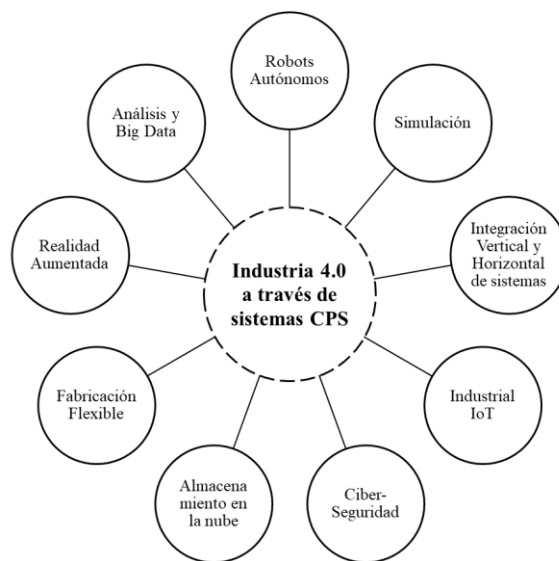 Robots
Autónomos
Simulación
Integración
Vertical y
Horizontal
de sistemas
Industrial
IoT
Ciber-
Seguridad
Almacena
miento en
la nube
Fabricación
Flexible
Realidad
Aumentada
Análisis y
Big Data
Industria 4.0
a través de
sistemas CPS